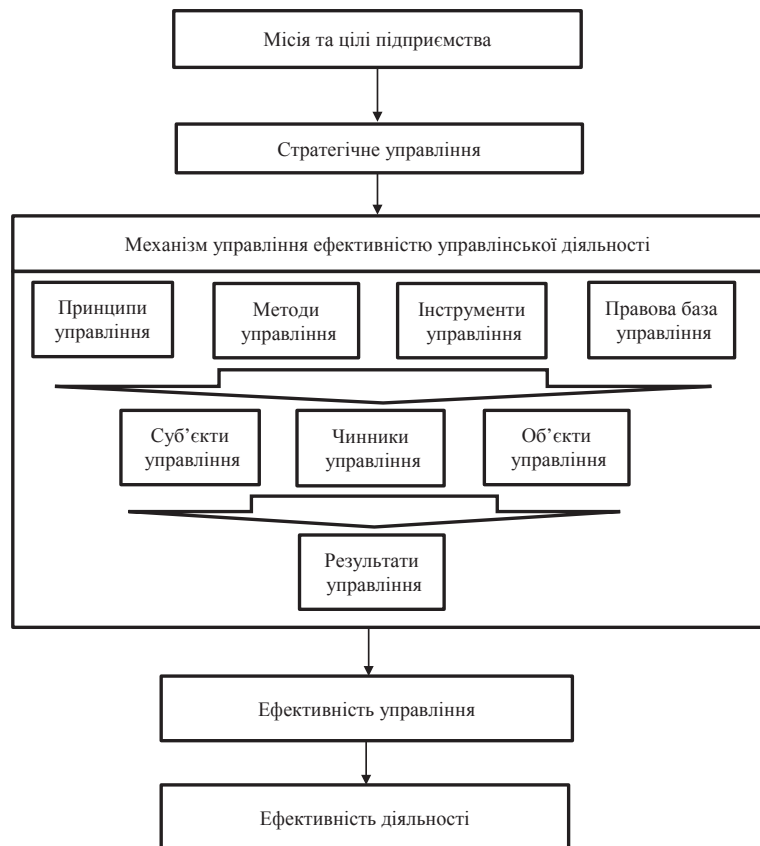 Місія та цілі підприємства
Стратегічне управління
Механізм управління ефективністю управлінської діяльності
Принципи
управління
Методи
управління
Інструменти
управління
Правова база
управління
Суб’єкти
управління
Чинники
управління
Об’єкти
управління
Результати
управління
Ефективність управління
Ефективність діяльності